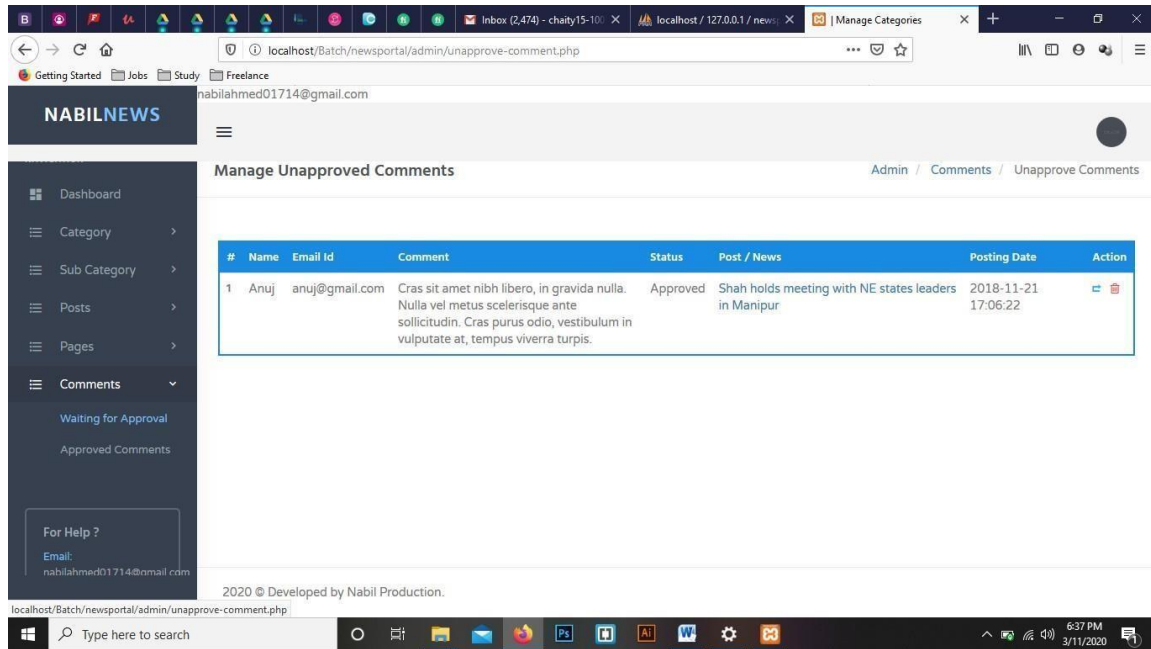 Inbox (2,474) - chaity15-100
localhost / 127.0.0.1 / news
| Manage Categories
localhost/Batch/newsportal/admin/unapprove-comment.php
Getting Started Jobs Study Freelance
nabilahmed01714@gmail.com
NABILNEWS
Manage Unapproved Comments
Admin / Comments / Unapprove Comments
Dashboard
Category
Sub Category
Posts
Pages
Comments
Waiting for Approval
Approved Comments
# Name Email Id Comment Status Post / News Posting Date Action
1 Anuj anuj@gmail.com Cras sit amet nibh libero, in gravida nulla. Approved Shah holds meeting with NE states leaders 2018-11-21
Nulla vel metus scelerisque ante in Manipur 17:06:22
sollicitudin. Cras purus odio, vestibulum in
vulputate at, tempus viverra turpis.
For Help ?
Email:
nabilahmed01714@gmail.com
2020 © Developed by Nabil Production.
localhost/Batch/newsportal/admin/unapprove-comment.php
Type here to search
6:37 PM
3/11/2020